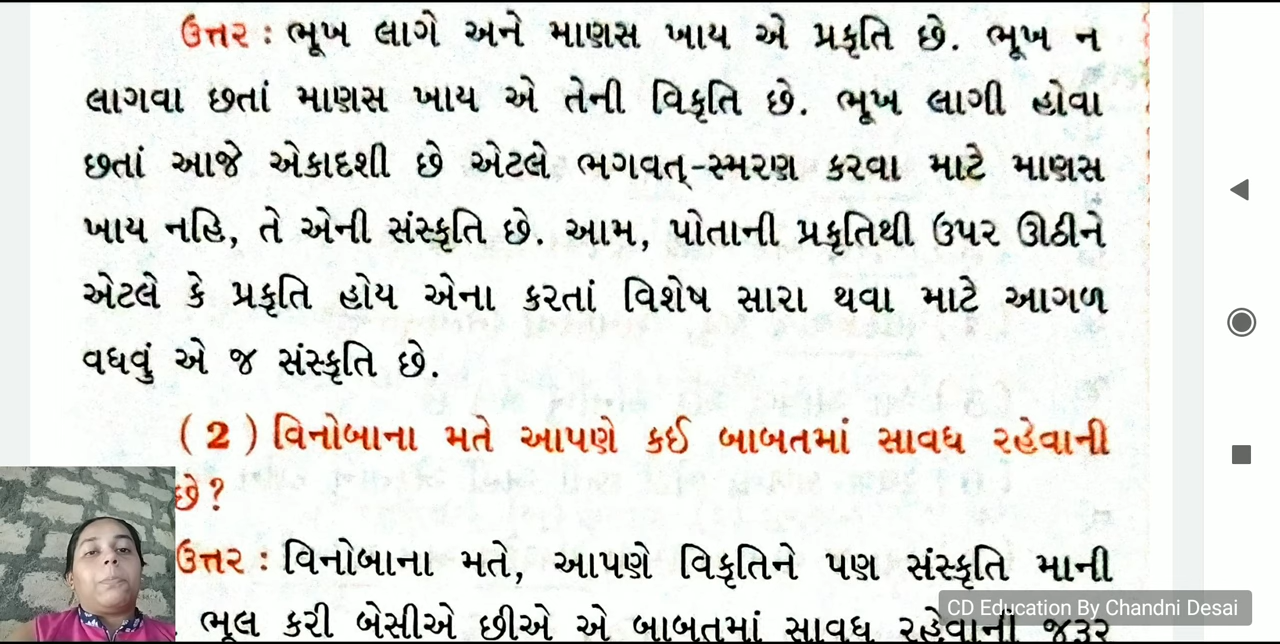 ઉત્તર : ભૂખ લાગે અને માણસ ખાય એ પ્રકૃતિ છે. ભૂખ ન
લાગવા છતાં માણસ ખાય એ તેની વિકૃતિ છે. ભૂખ લાગી હોવા
છતાં આજે એકાદશી છે એટલે ભગવત્-સ્મરણ કરવા માટે માણસ
ખાય નહિ, તે એની સંસ્કૃતિ છે. આમ, પોતાની પ્રકૃતિથી ઉપર ઊઠીને
એટલે કે પ્રકૃતિ હોય એના કરતાં વિશેષ સારા થવા માટે આગળ
વધવું એ જ સંસ્કૃતિ છે.
( 2 ) વિનોબાના મતે આપણે કઈ બાબતમાં સાવધ રહેવાની
છે?
ઉત્તર : વિનોબાના મતે, આપણે વિકૃતિને પણ સંસ્કૃતિ માની
ભૂલ કરી બેસીએ છીએ એ બાબતમાં સાવધ રહેવાની જરૂર
CD Education By Chandni Desai